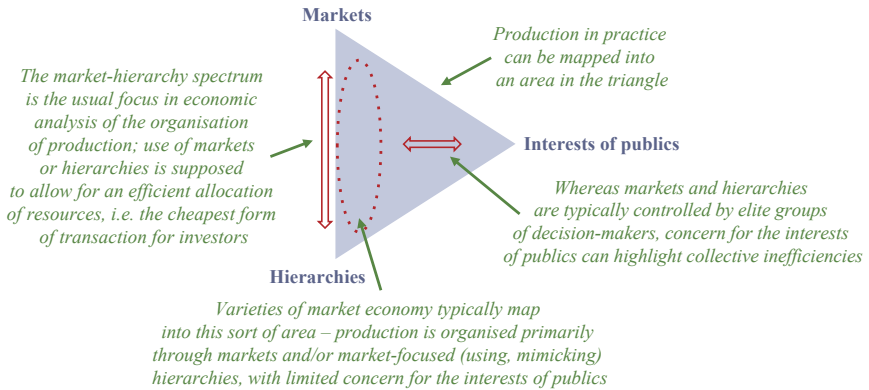 Markets
Production in practice
can be mapped into
an area in the triangle
The market-hierarchy spectrum
is the usual focus in economic
analysis of the organisation
of production; use of markets
or hierarchies is supposed
to allow for an efficient allocation
of resources, i.e. the cheapest form
of transaction for investors
Interests of publics
Whereas markets and hierarchies
are typically controlled by elite groups
of decision-makers, concern for the interests
of publics can highlight collective inefficiencies
Hierarchies
Varieties of market economy typically map
into this sort of area – production is organised primarily
through markets and/or market-focused (using, mimicking)
hierarchies, with limited concern for the interests of publics